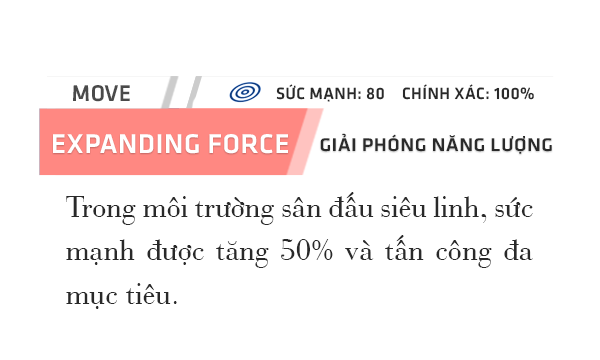 MOVE SỨC MẠNH: 80 CHÍNH XÁC: 100%
EXPANDING FORCE GIẢI PHÓNG NĂNG LƯỢNG
Trong môi trường sân đấu siêu linh, sức
mạnh được tăng 50% và tấn công đa
mục tiêu.